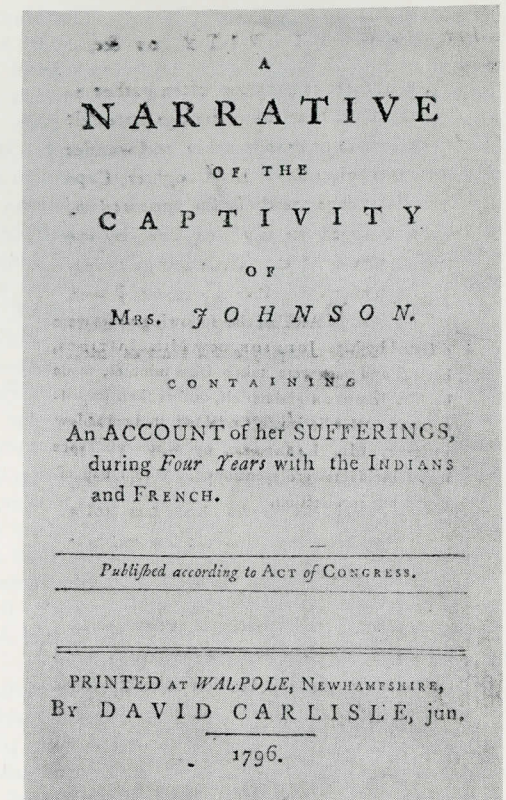 A
NARRATIVE
OF THE
CAPTIVITY
OF
MRS. JOHNSON.
CONTAINING
An ACCOUNT of her SUFFERINGS,
during Four Years with the INDIANS
and FRENCH.
Publiſhed according to ACT of CONGRESS.
PRINTED AT WALPOLE, NEWHAMPSHIRE,
BY DAVID CARLISLE, jun.
1796.